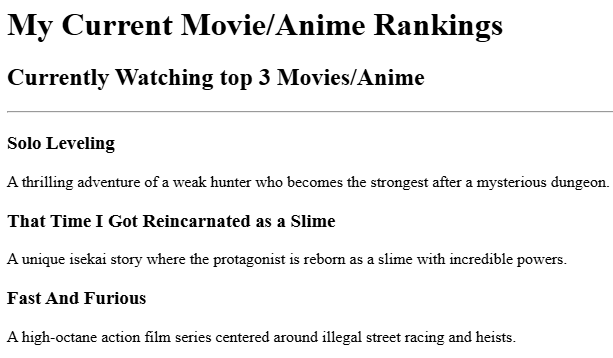 My Current Movie/Anime Rankings
Currently Watching top 3 Movies/Anime
Solo Leveling
A thrilling adventure of a weak hunter who becomes the strongest after a mysterious dungeon.
That Time I Got Reincarnated as a Slime
A unique isekai story where the protagonist is reborn as a slime with incredible powers.
Fast And Furious
A high-octane action film series centered around illegal street racing and heists.